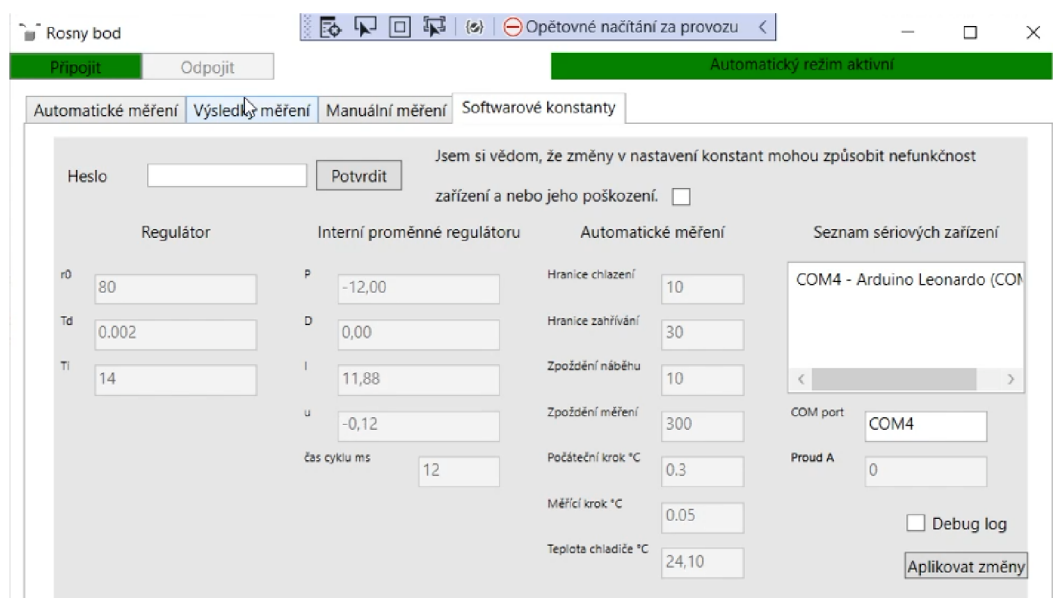 Rosny bod
Opětovné načítání za provozu
Připojit
Odpojit
Automatický režim aktivní
Automatické měření
Výsledky měření
Manuální měření
Softwarové konstanty
Heslo
Potvrdit
Jsem si vědom, že změny v nastavení konstant mohou způsobit nefunkčnost
zařízení a nebo jeho poškození.
Regulátor
r0
80
Td
0.002
Ti
14
Interní proměnné regulátoru
P
-12,00
D
0,00
I
11,88
u
-0,12
čas cyklu ms
12
Automatické měření
Hranice chlazení
10
Hranice zahřívání
30
Zpoždění náběhu
10
Zpoždění měření
300
Počáteční krok °C
0.3
Měřící krok °C
0.05
Teplota chladiče °C
24,10
Seznam sériových zařízení
COM4 - Arduino Leonardo (COM
COM port
COM4
Proud A
0
Debug log
Aplikovat změny